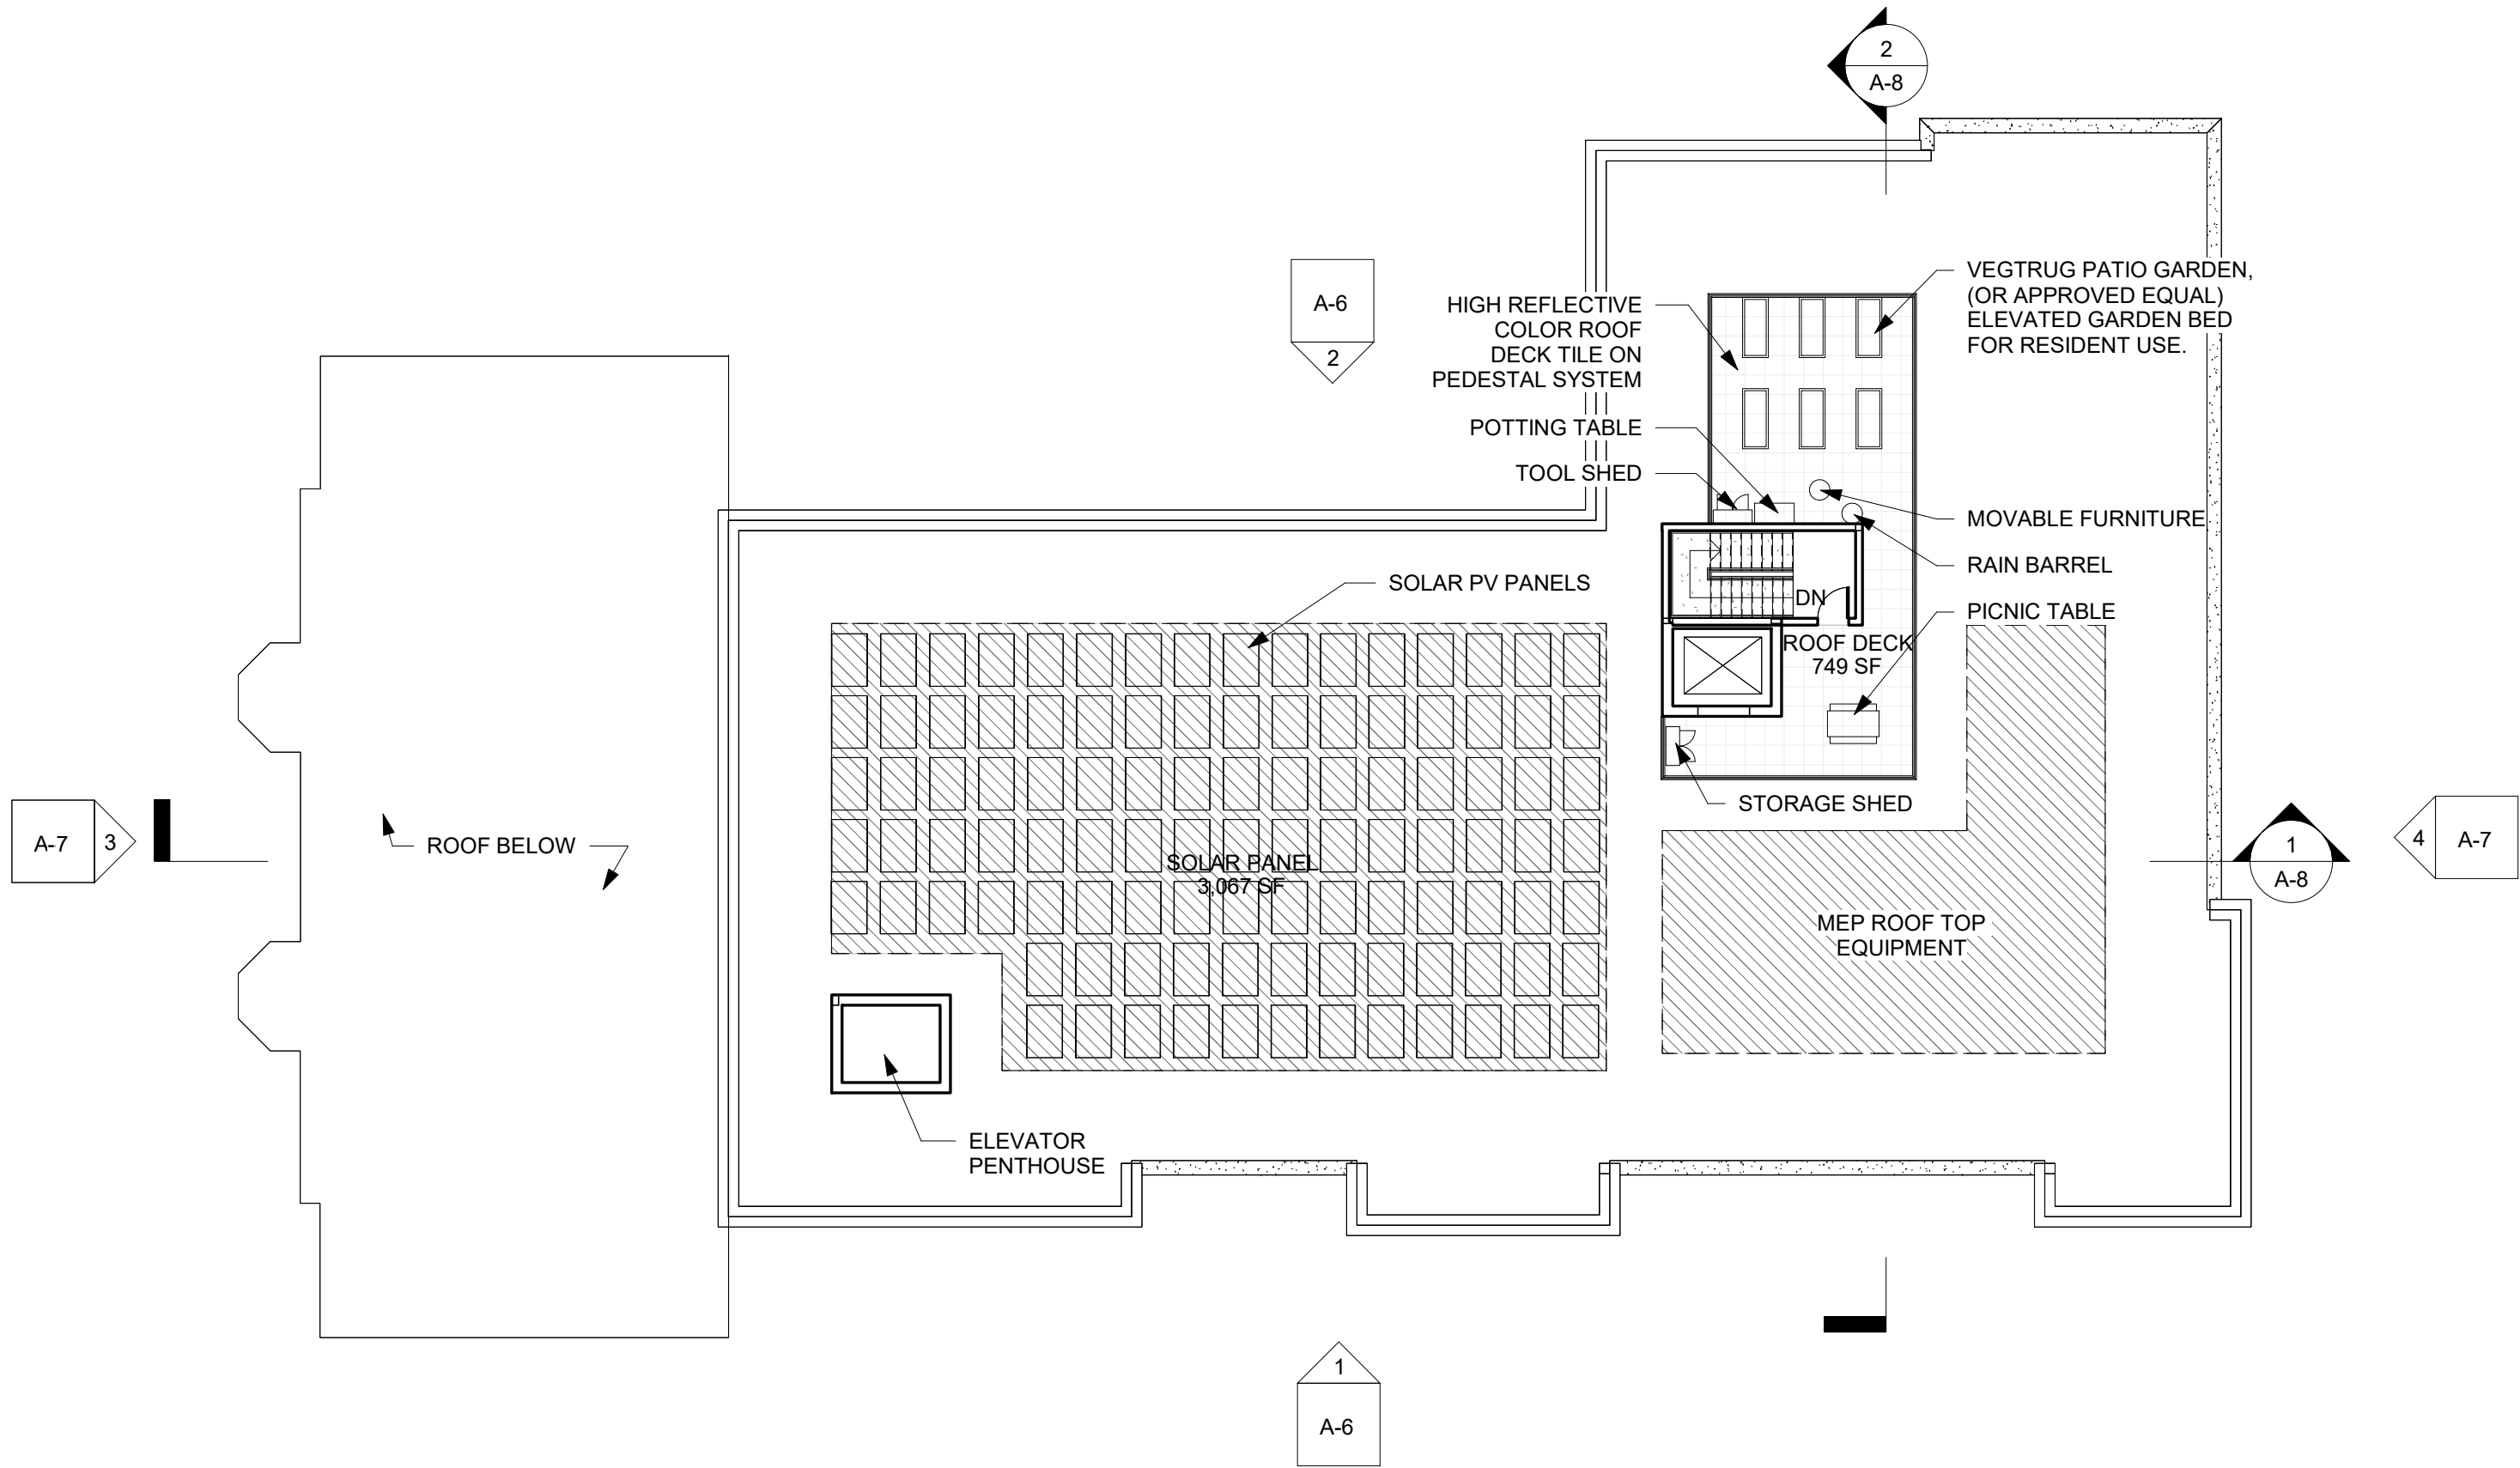 2
A-8
A-6
2
HIGH REFLECTIVE
COLOR ROOF
DECK TILE ON
PEDESTAL SYSTEM
VEGTRUG PATIO GARDEN,
(OR APPROVED EQUAL)
ELEVATED GARDEN BED
FOR RESIDENT USE.
POTTING TABLE
TOOL SHED
MOVABLE FURNITURE
RAIN BARREL
SOLAR PV PANELS
DN
PICNIC TABLE
ROOF DECK
749 SF
STORAGE SHED
A-7
3
ROOF BELOW
SOLAR PANEL
3,067 SF
MEP ROOF TOP
EQUIPMENT
1
A-8
4
A-7
ELEVATOR
PENTHOUSE
1
A-6